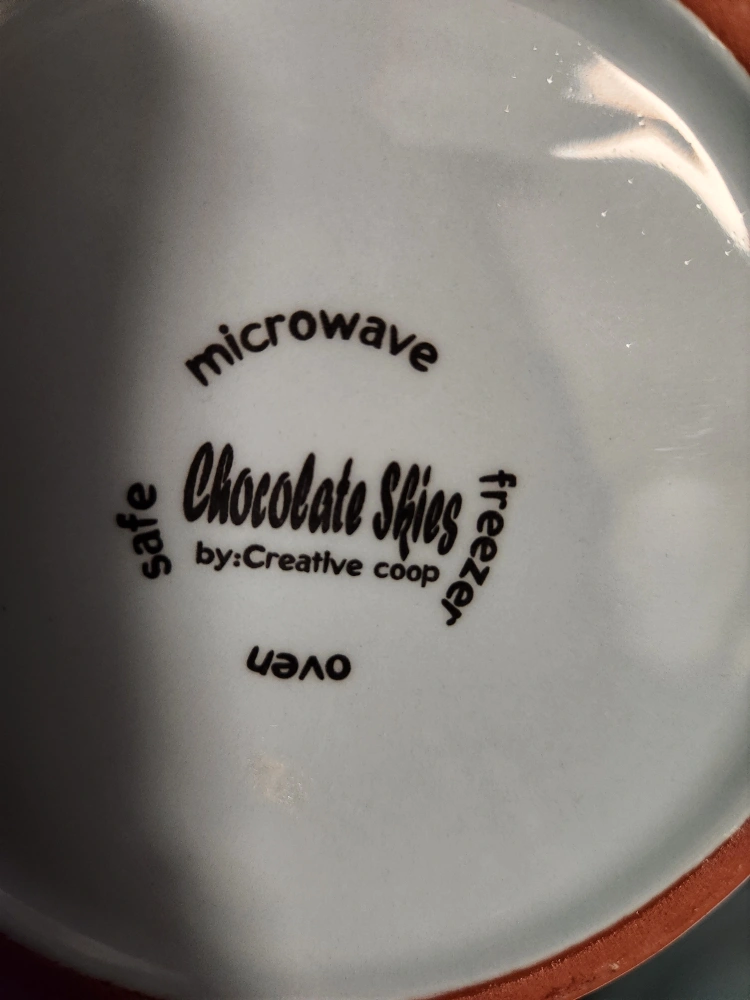 microwave
freezer
oven
safe
Chocolate Skies
by:Creative coop